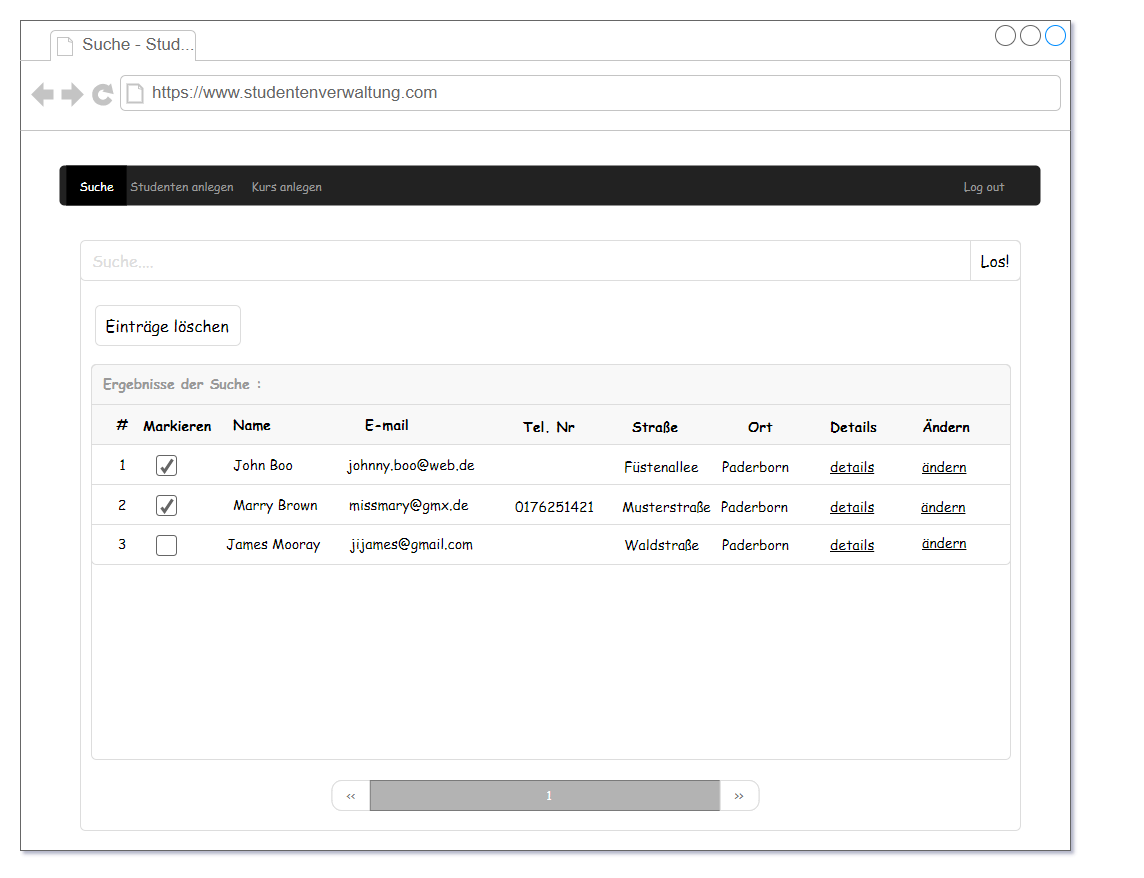 Suche - Stud...
https://www.studentenverwaltung.com
Suche Studenten anlegen Kurs anlegen Log out
Suche.... Los!
Einträge löschen
Ergebnisse der Suche :
# Markieren Name E-mail Tel. Nr Straße Ort Details Ändern
1 John Boo johnny.boo@web.de Füstenallee Paderborn details ändern
2 Marry Brown missmary@gmx.de 0176251421 Musterstraße Paderborn details ändern
3 James Mooray jijames@gmail.com Waldstraße Paderborn details ändern
« 1 »